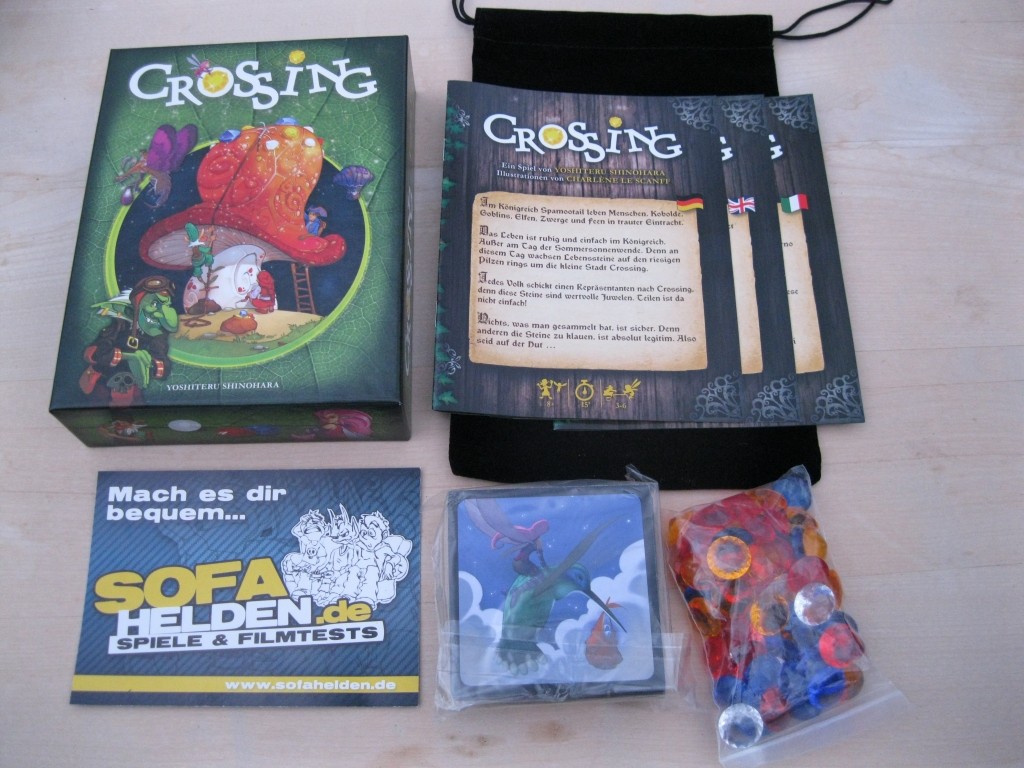 CROSSING
YOSHITERU SHINOHARA
CROSSING
Ein Spiel von YOSHITERU SHINOHARA
Illustrationen von CHARLÈNE LE SCANFF
Im Königreich Spamootail leben Menschen, Kobolde,
Goblins, Elfen, Zwerge und Feen in trauter Eintracht.
Das Leben ist ruhig und einfach im Königreich.
Außer am Tag der Sommersonnenwende. Denn an
diesem Tag wachsen Lebenssteine auf den riesigen
Pilzen rings um die kleine Stadt Crossing.
Jedes Volk schickt einen Repräsentanten nach Crossing,
denn diese Steine sind wertvolle Juwelen. Teilen ist da
nicht einfach!
Nichts, was man gesammelt hat, ist sicher. Denn
anderen die Steine zu klauen, ist absolut legitim. Also
seid auf der Hut ...
8+ 15' 3-6
G
G
Mach es dir
bequem...
SOFA
HELDEN.de
SPIELE & FILMTESTS
www.sofahelden.de